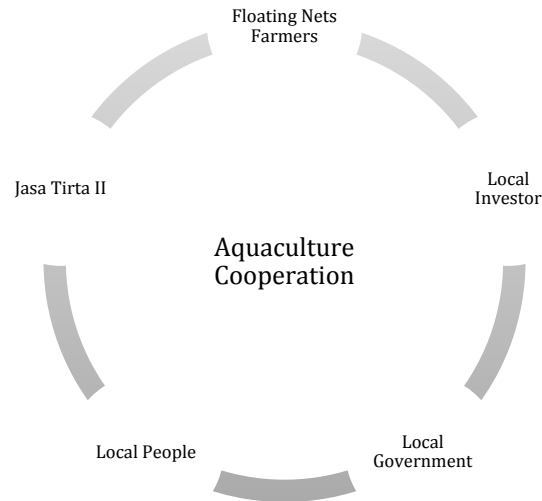 Floating Nets
Farmers
Jasa Tirta II
Local
Investor
Aquaculture
Cooperation
Local People
Local
Government